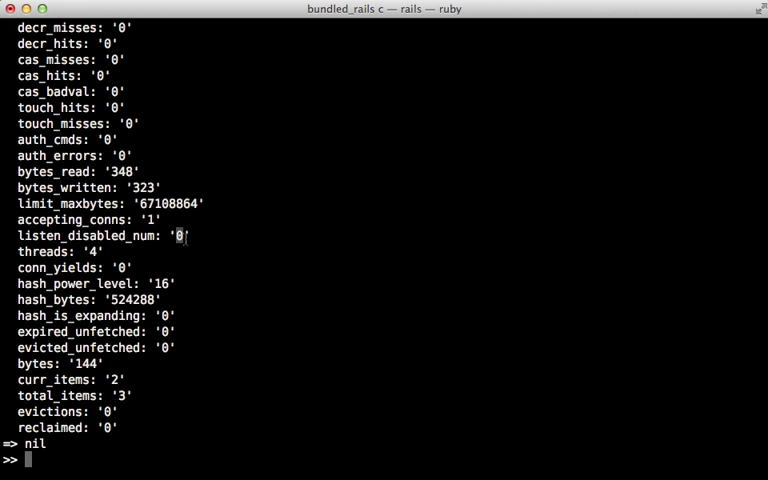 bundled_rails c — rails — ruby
decr_misses: '0'
decr_hits: '0'
cas_misses: '0'
cas_hits: '0'
cas_badval: '0'
touch_hits: '0'
touch_misses: '0'
auth_cmds: '0'
auth_errors: '0'
bytes_read: '348'
bytes_written: '323'
limit_maxbytes: '67108864'
accepting_conns: '1'
listen_disabled_num: '0'
threads: '4'
conn_yields: '0'
hash_power_level: '16'
hash_bytes: '524288'
hash_is_expanding: '0'
expired_unfetched: '0'
evicted_unfetched: '0'
bytes: '144'
curr_items: '2'
total_items: '3'
evictions: '0'
reclaimed: '0'
=> nil
>>